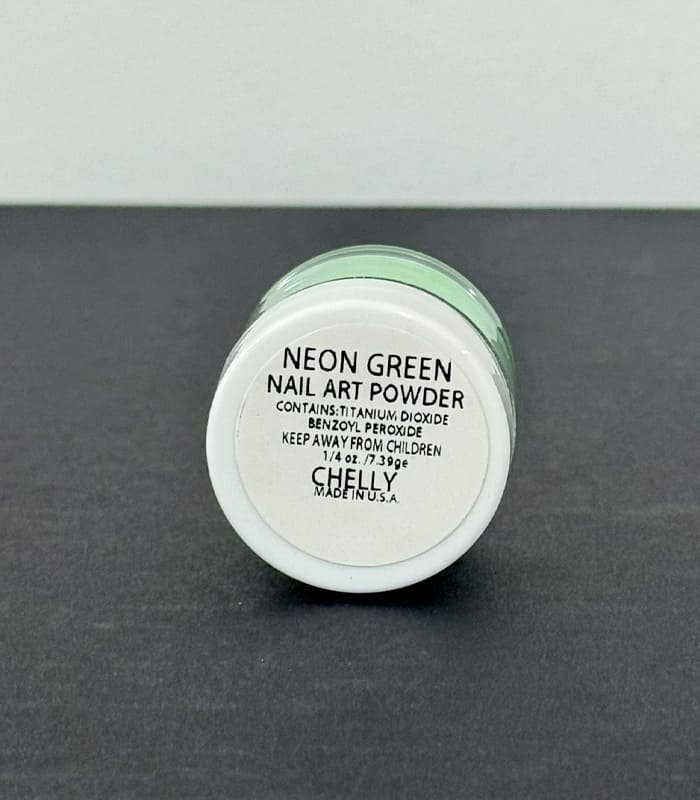 NEON GREEN
NAIL ART POWDER
CONTAINS:TITANIUM DIOXIDE
BENZOYL PEROXIDE
KEEP AWAY FROM CHILDREN
1/4 oz. /7.39ge
CHELLY
MADE IN U.S.A.